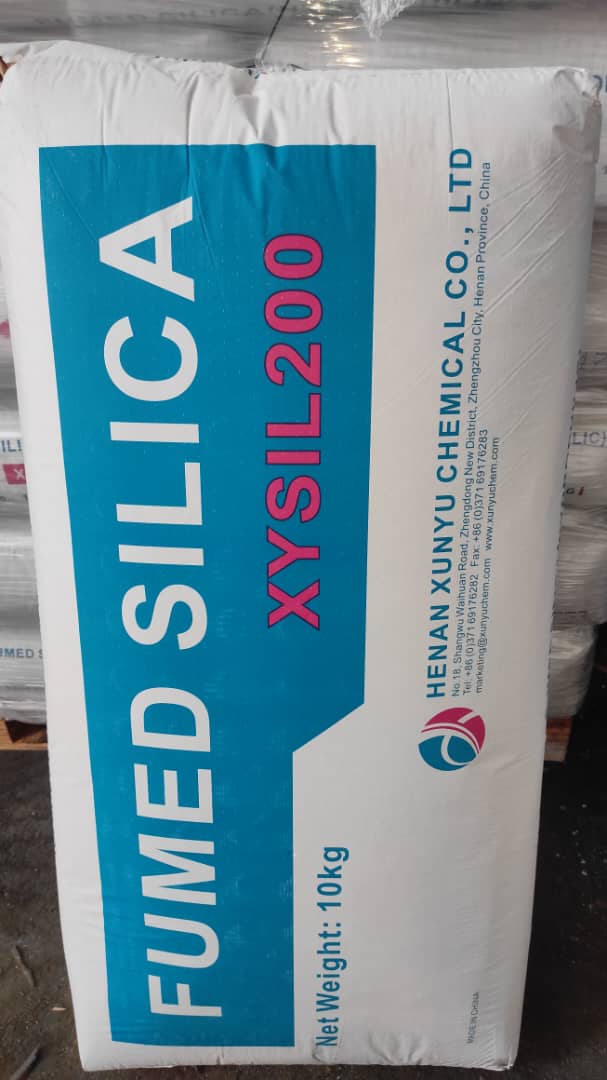 FUMED SILICA
XYSIL200
Net Weight: 10kg
HENAN XUNYU CHEMICAL CO., LTD
No.18, Shangwu Waihuan Road, Zhengdong New District, Zhengzhou City, Henan Province, China
Tel: +86 (0)371 69176282 Fax: +86 (0)371 69176283
marketing@xunyuchem.com www.xunyuchem.com
MADE IN CHINA